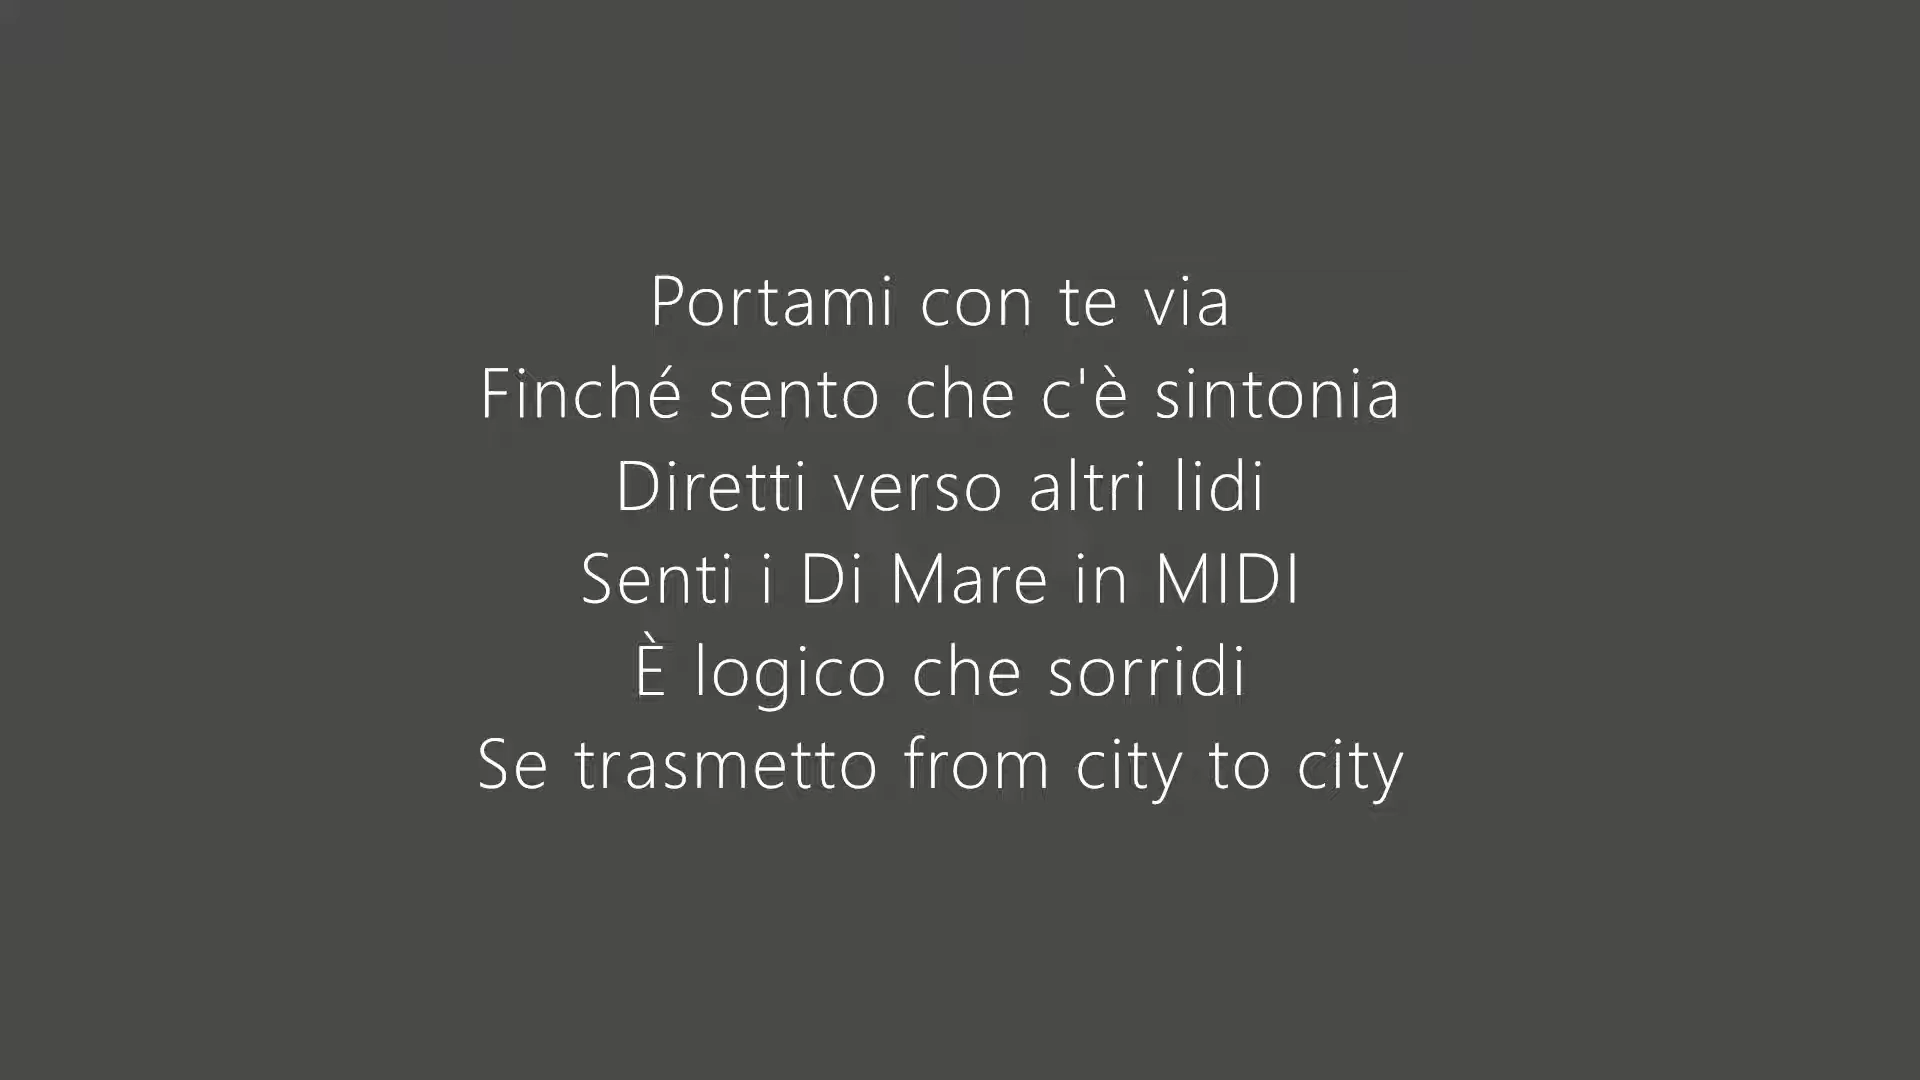 Portami con te via
Finché sento che c'è sintonia
Diretti verso altri lidi
Senti i Di Mare in MIDI
È logico che sorridi
Se trasmetto from city to city